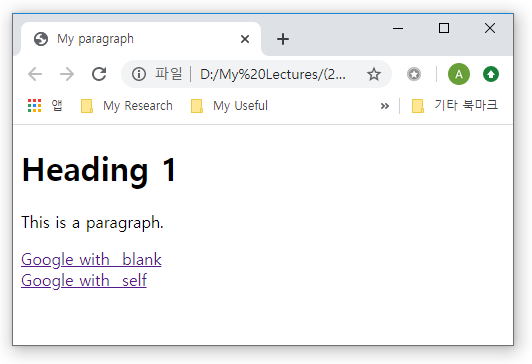 My paragraph
파일 | D:/My%20Lectures/(2...
A
앱 My Research My Useful » 기타 북마크
Heading 1
This is a paragraph.
Google with _blank
Google with _self